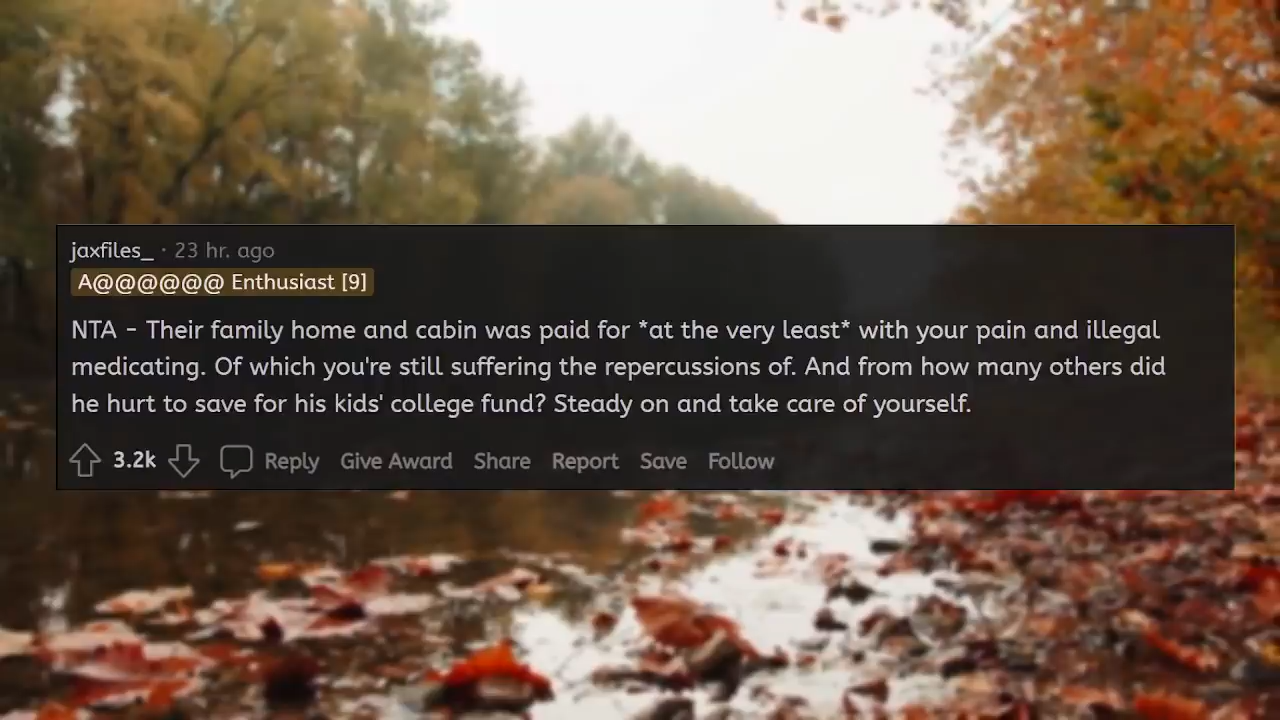 jaxfiles_ · 23 hr. ago
A@@@@@@ Enthusiast [9]
NTA - Their family home and cabin was paid for *at the very least* with your pain and illegal
medicating. Of which you're still suffering the repercussions of. And from how many others did
he hurt to save for his kids' college fund? Steady on and take care of yourself.
3.2k Reply Give Award Share Report Save Follow